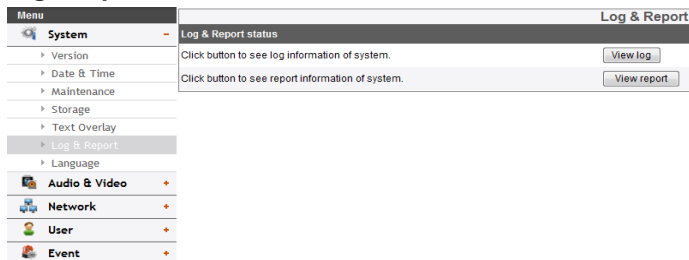 Menu
System
Version
Date & Time
Maintenance
Storage
Text Overlay
Log & Report
Language
Audio & Video
Network
User
Event
Log & Report
Log & Report status
Click button to see log information of system. View log
Click button to see report information of system. View report